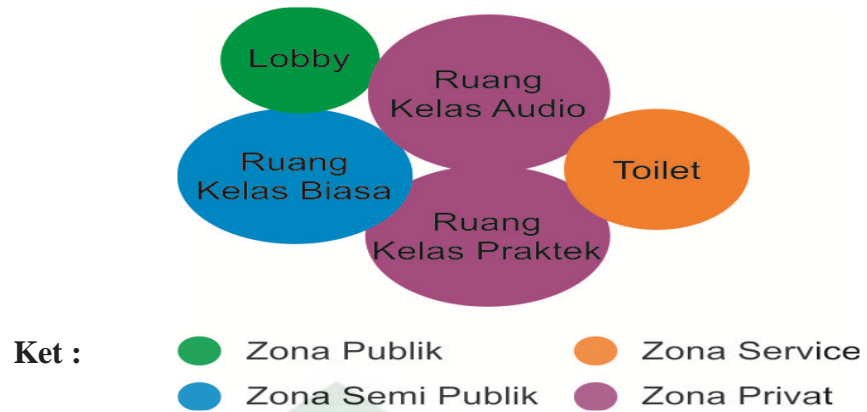 Lobby
Ruang
Kelas Audio
Ruang
Kelas Biasa
Toilet
Ruang
Kelas Praktek
Ket :
Zona Publik
Zona Service
Zona Semi Publik
Zona Privat